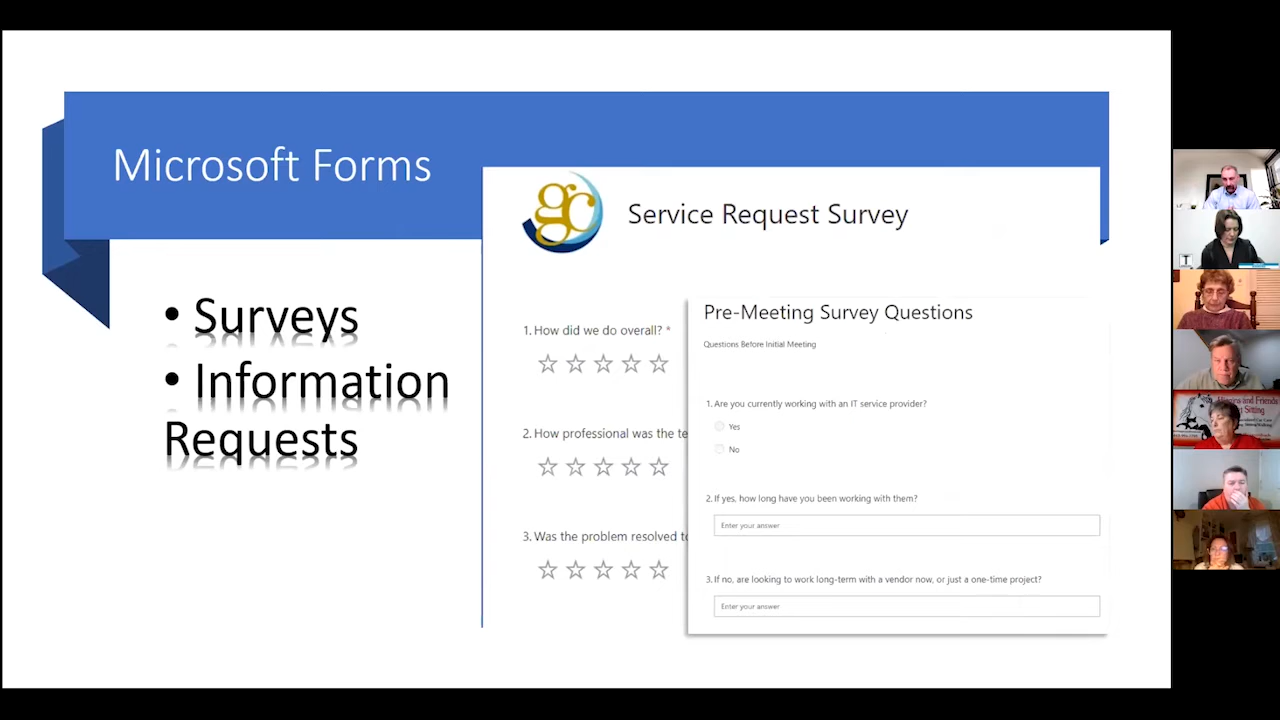 Microsoft Forms
• Surveys
• Information
Requests
gc
Service Request Survey
1. How did we do overall? *
2. How professional was the
3. Was the problem resolved
Pre-Meeting Survey Questions
Questions Before Initial Meeting
1. Are you currently working with an IT service provider?
Yes
No
2. If yes, how long have you been working with them?
Enter your answer
3. If no, are looking to work long-term with a vendor now, or just a one-time project?
Enter your answer
and Friends
Sitting